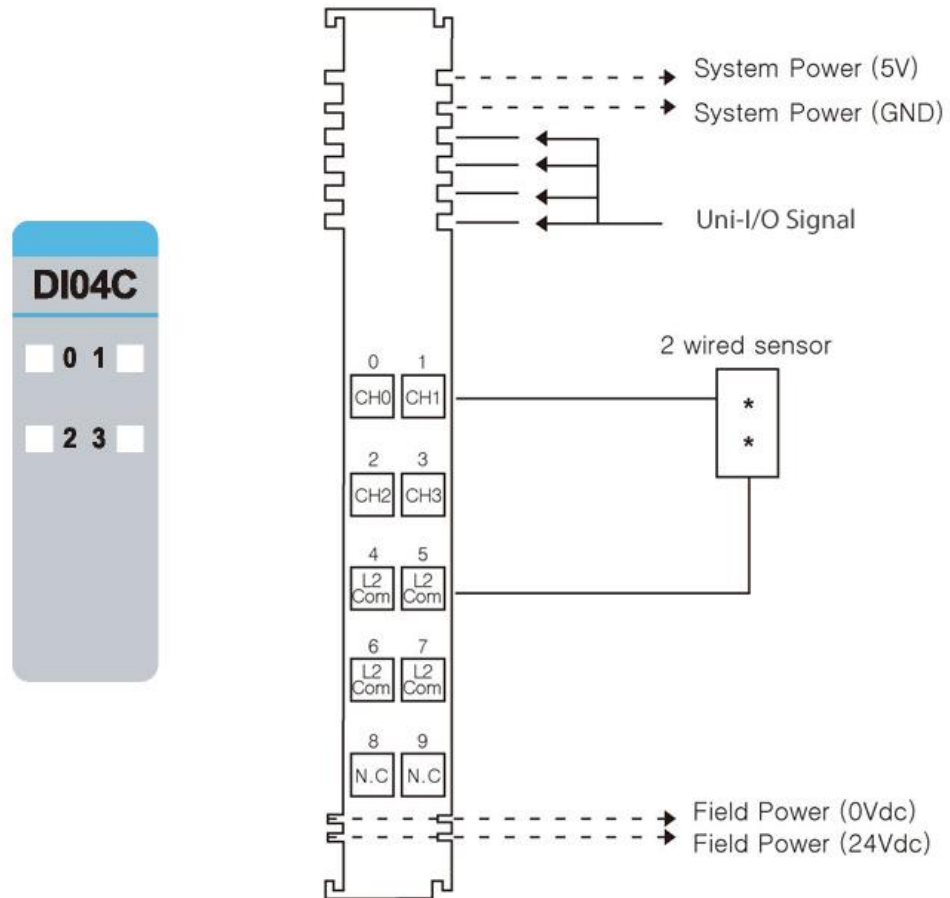 System Power (5V)
System Power (GND)
Uni-I/O Signal
DI04C
0 1
2 3
2 wired sensor
*
*
0 1
CH0 CH1
2 3
CH2 CH3
4 5
L2 L2
Com Com
6 7
L2 L2
Com Com
8 9
N.C N.C
Field Power (0Vdc)
Field Power (24Vdc)